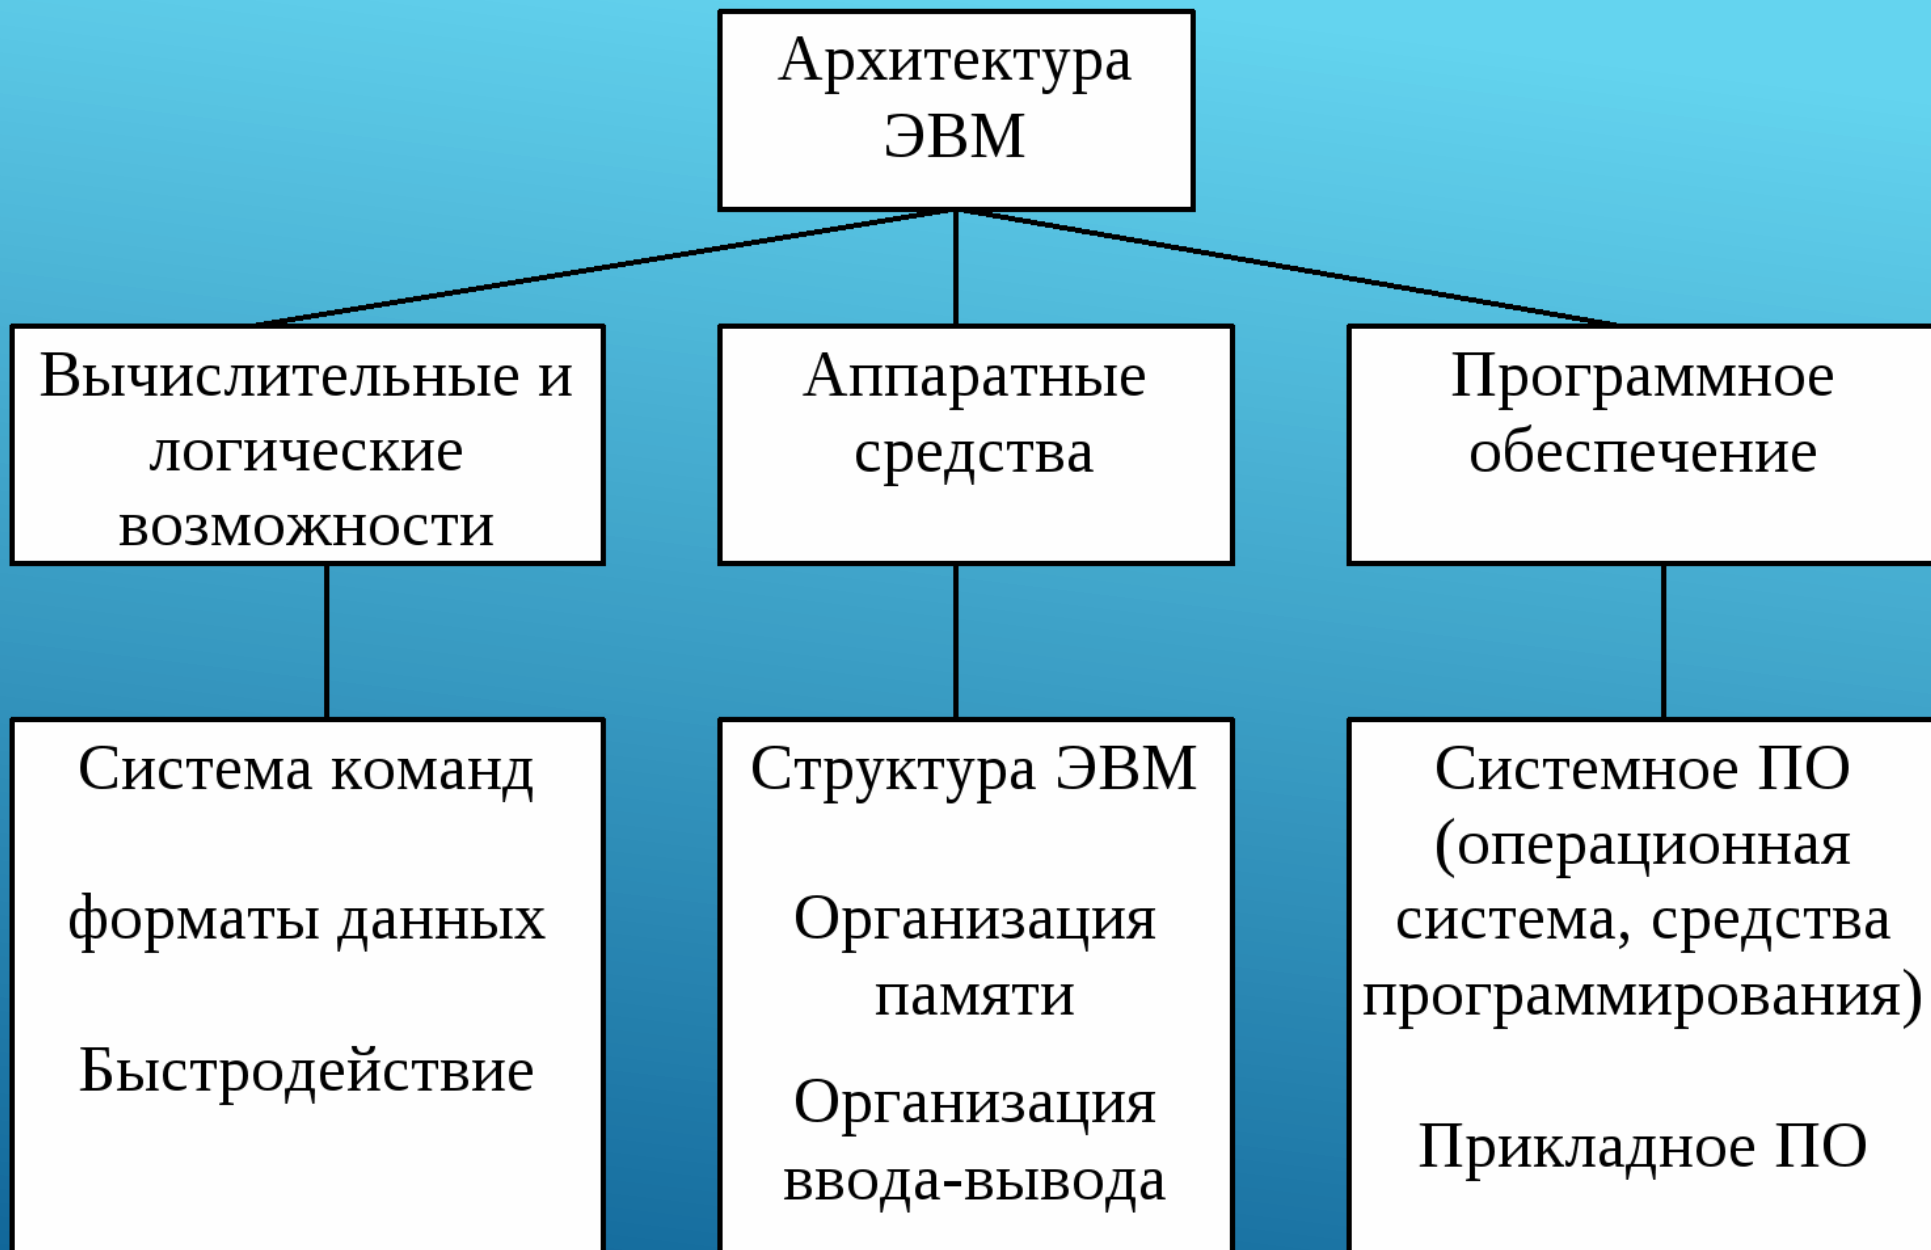 Архитектура
ЭВМ
Вычислительные и
логические
возможности
Аппаратные
средства
Программное
обеспечение
Система команд
форматы данных
Быстродействие
Структура ЭВМ
Организация
памяти
Организация
ввода-вывода
Системное ПО
(операционная
система, средства
программирования)
Прикладное ПО